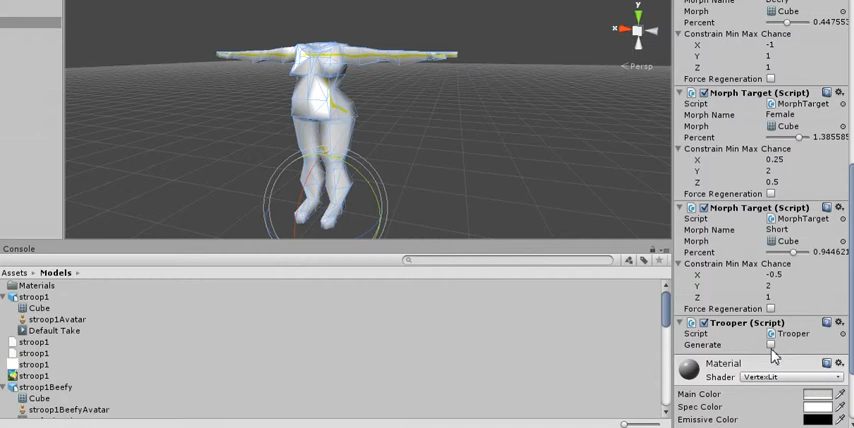 y
x
Persp
Morph Name
Morph Cube
Percent 0.447553
Constrain Min Max Chance
X -1
Y 1
Z 1
Force Regeneration
Morph Target (Script)
Script MorphTarget
Morph Name Female
Morph Cube
Percent 1.385585
Constrain Min Max Chance
X 0.25
Y 2
Z 0.5
Force Regeneration
Morph Target (Script)
Script MorphTarget
Morph Name Short
Morph Cube
Percent 0.944621
Constrain Min Max Chance
X -0.5
Y 2
Z 1
Force Regeneration
Trooper (Script)
Script Trooper
Generate
Material
Shader VertexLit
Main Color
Spec Color
Emissive Color
Console
Assets Models
Materials
stroop1
Cube
stroop1Avatar
Default Take
stroop1
stroop1
stroop1
stroop1
stroop1Beefy
Cube
stroop1BeefyAvatar